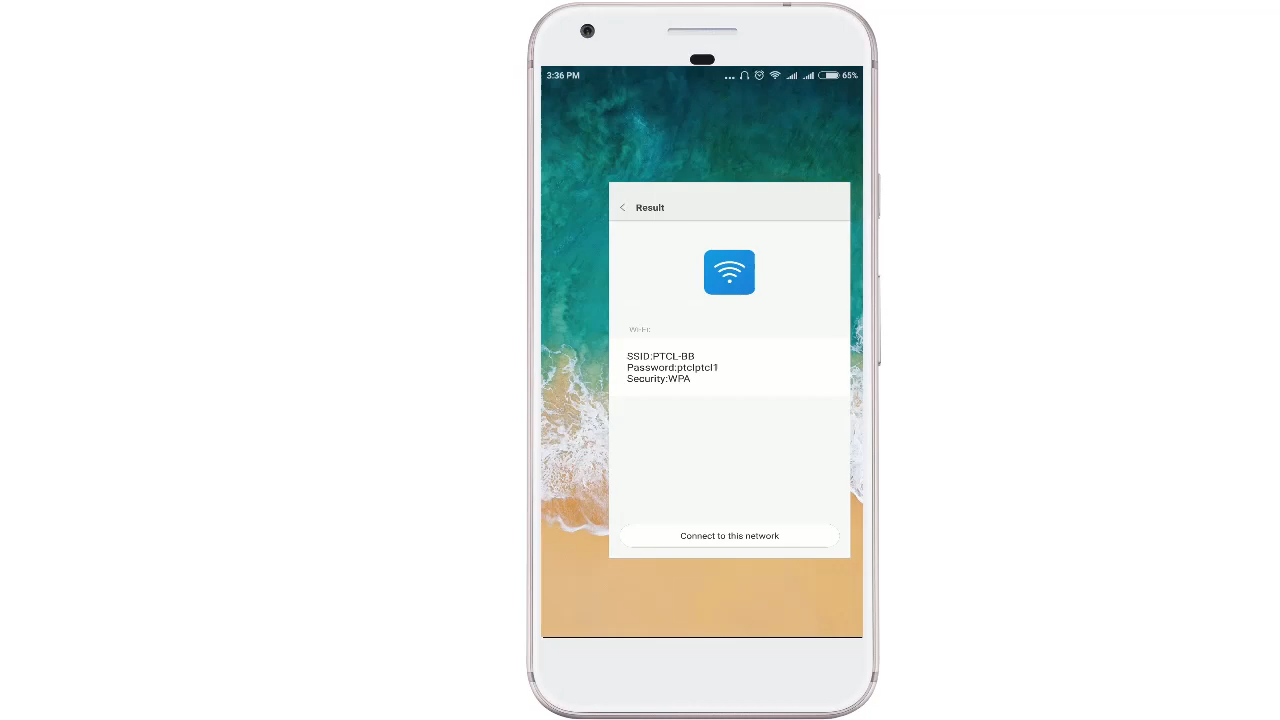 3:36 PM
65%
Result
WI-FI:
SSID:PTCL-BB
Password:ptclptcl1
Security:WPA
Connect to this network